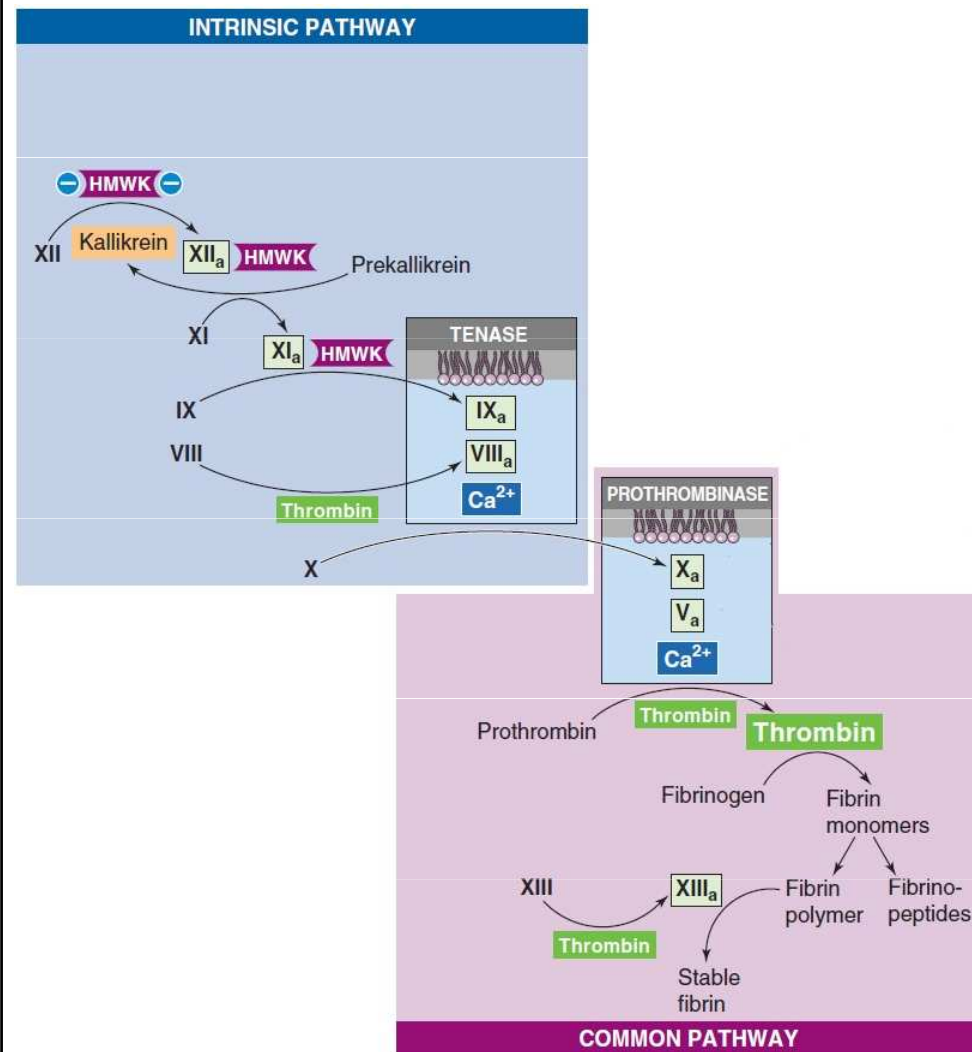 INTRINSIC PATHWAY
− HMWK −
XII
Kallikrein
XIIₐ
HMWK
Prekallikrein
XI
XIₐ
HMWK
TENASE
IX
IXₐ
VIII
VIIIₐ
Thrombin
Ca²⁺
X
PROTHROMBINASE
Xₐ
Vₐ
Ca²⁺
Prothrombin
Thrombin
Thrombin
Fibrinogen
Fibrin
monomers
XIII
XIIIₐ
Thrombin
Fibrin
polymer
Fibrino-
peptides
Stable
fibrin
COMMON PATHWAY